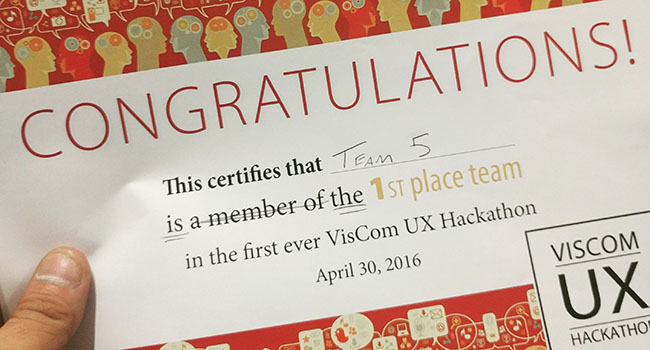 CONGRATULATIONS!
This certifies that TEAM 5
is a member of the 1ST place team
in the first ever VisCom UX Hackathon
April 30, 2016
VISCOM
UX
HACKATHO